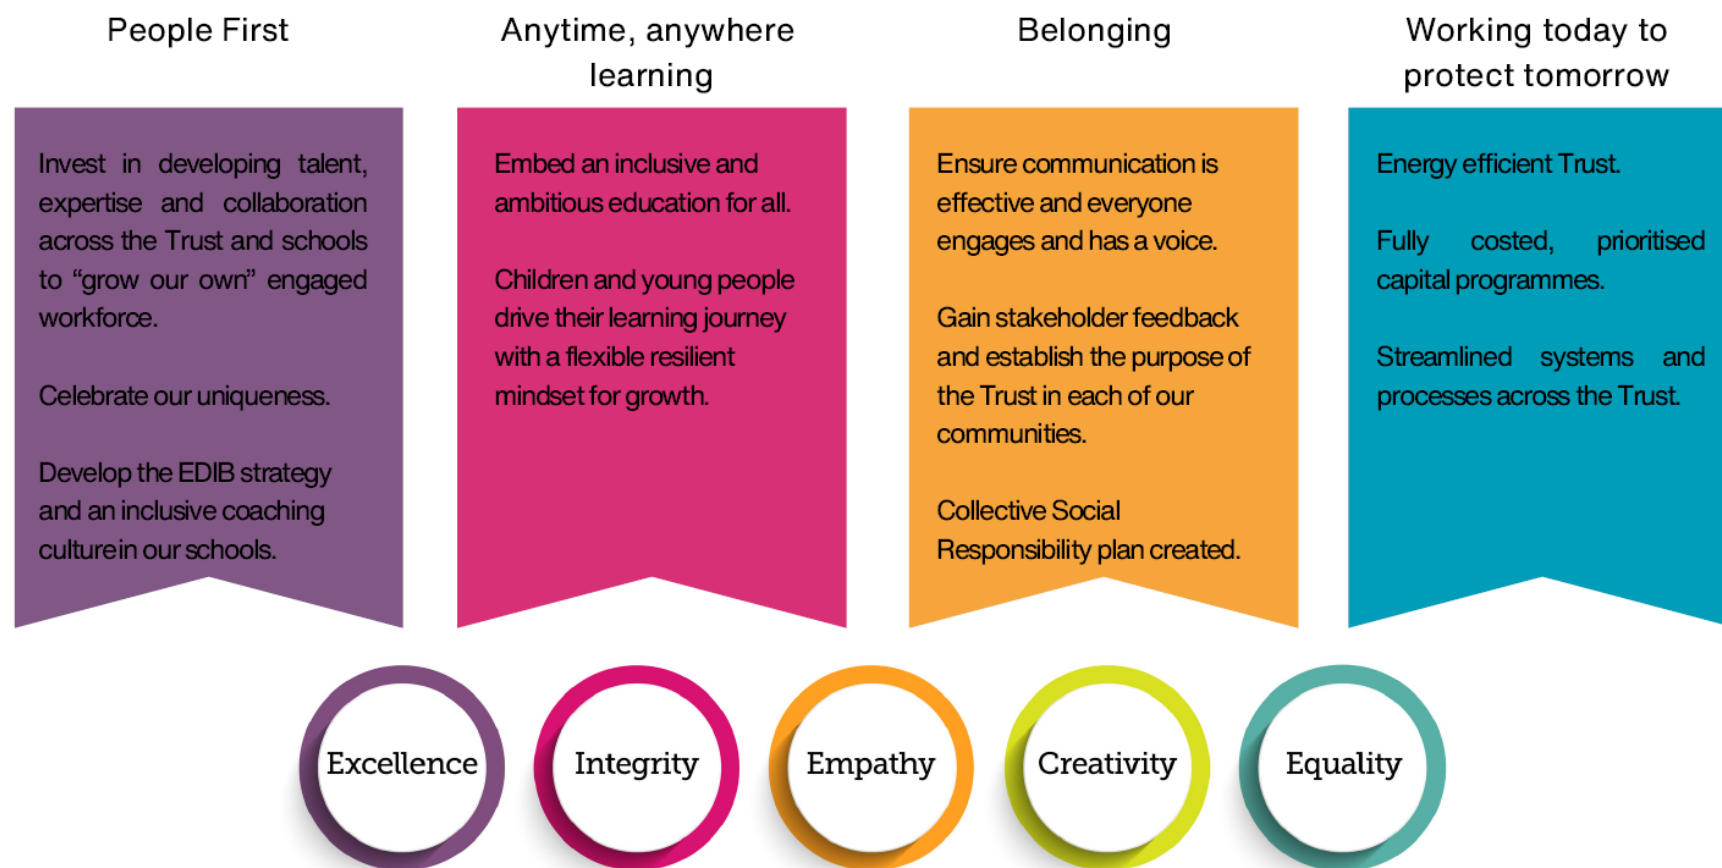 People First
Invest in developing talent,
expertise and collaboration
across the Trust and schools
to “grow our own” engaged
workforce.
Celebrate our uniqueness.
Develop the EDIB strategy
and an inclusive coaching
culture in our schools.
Anytime, anywhere
learning
Embed an inclusive and
ambitious education for all.
Children and young people
drive their learning journey
with a flexible resilient
mindset for growth.
Belonging
Ensure communication is
effective and everyone
engages and has a voice.
Gain stakeholder feedback
and establish the purpose of
the Trust in each of our
communities.
Collective Social
Responsibility plan created.
Working today to
protect tomorrow
Energy efficient Trust.
Fully costed, prioritised
capital programmes.
Streamlined systems and
processes across the Trust.
Excellence
Integrity
Empathy
Creativity
Equality